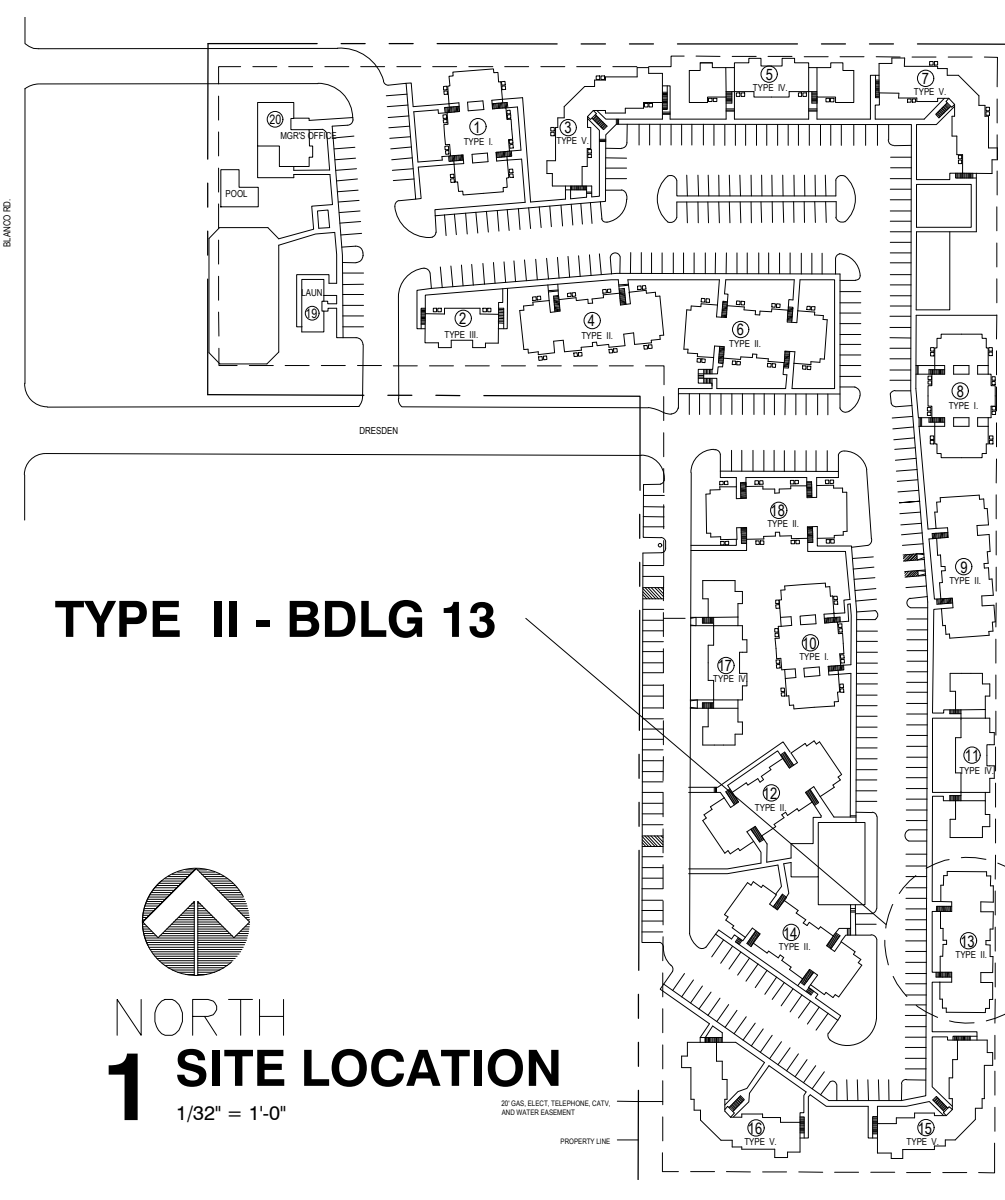 5
TYPE IV.
7
TYPE V.
20
MGR'S OFFICE
1
TYPE I.
3
TYPE V.
POOL
BLANCO RD.
LAUN
19
2
TYPE III.
4
TYPE II.
6
TYPE II.
8
TYPE I.
DRESDEN
18
TYPE II.
9
TYPE II.
TYPE II - BDLG 13
10
TYPE I.
17
TYPE IV.
11
TYPE IV.
12
TYPE II.
14
TYPE II.
13
TYPE II.
NORTH
1 SITE LOCATION
1/32" = 1'-0"
20' GAS, ELECT, TELEPHONE, CATV,
AND WATER EASEMENT
PROPERTY LINE
16
TYPE V.
15
TYPE V.